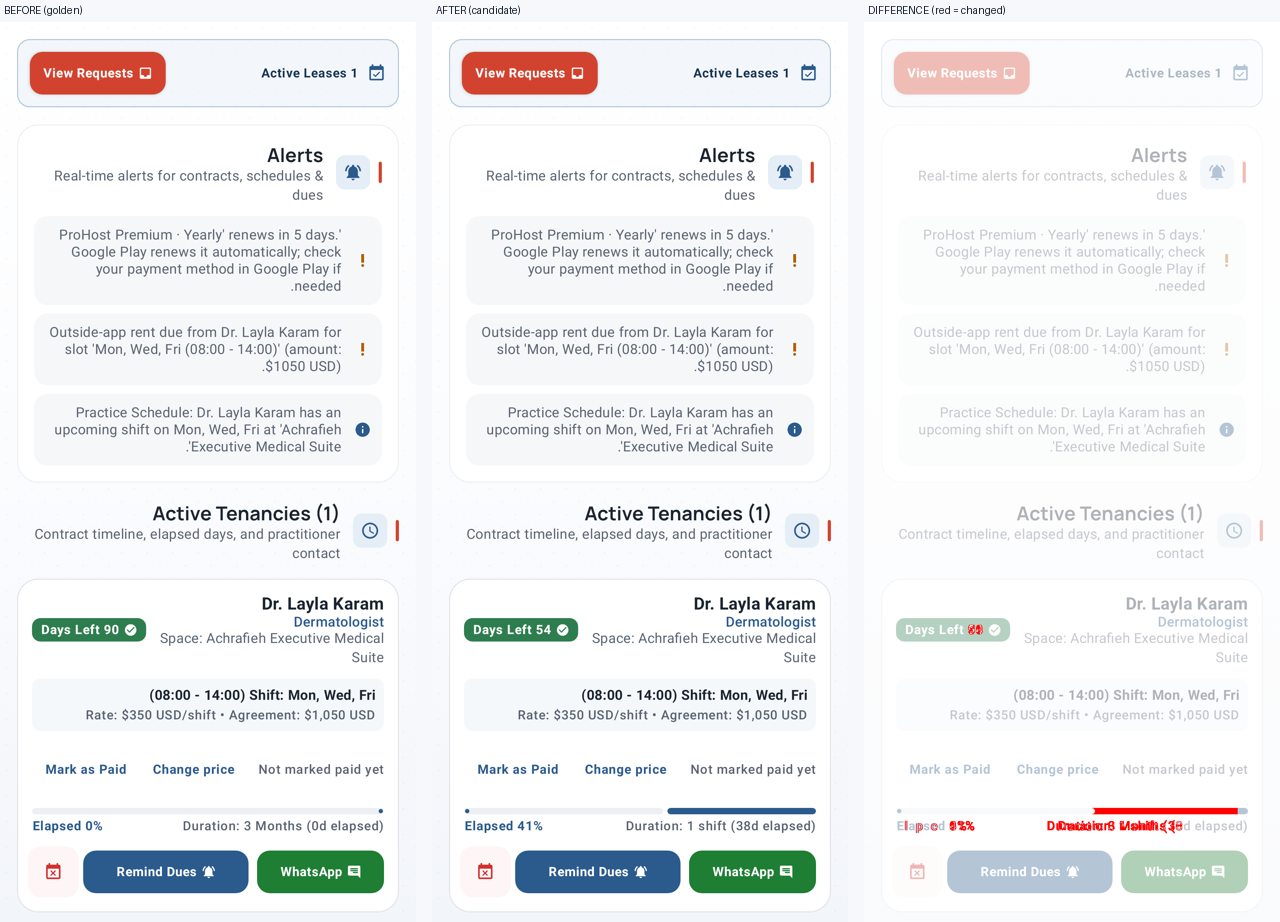 BEFORE (golden)
View Requests
Active Leases 1
Alerts
Real-time alerts for contracts, schedules &
dues
ProHost Premium · Yearly' renews in 5 days.'
Google Play renews it automatically; check
your payment method in Google Play if
.needed
Outside-app rent due from Dr. Layla Karam for
slot 'Mon, Wed, Fri (08:00 - 14:00)' (amount:
.$1050 USD)
Practice Schedule: Dr. Layla Karam has an
upcoming shift on Mon, Wed, Fri at 'Achrafieh
.'Executive Medical Suite
Active Tenancies (1)
Contract timeline, elapsed days, and practitioner
contact
Dr. Layla Karam
Dermatologist
Days Left 90
Space: Achrafieh Executive Medical
Suite
(08:00 - 14:00) Shift: Mon, Wed, Fri
Rate: $350 USD/shift • Agreement: $1,050 USD
Mark as Paid
Change price
Not marked paid yet
Elapsed 0%
Duration: 3 Months (0d elapsed)
Remind Dues
WhatsApp
AFTER (candidate)
View Requests
Active Leases 1
Alerts
Real-time alerts for contracts, schedules &
dues
ProHost Premium · Yearly' renews in 5 days.'
Google Play renews it automatically; check
your payment method in Google Play if
.needed
Outside-app rent due from Dr. Layla Karam for
slot 'Mon, Wed, Fri (08:00 - 14:00)' (amount:
.$1050 USD)
Practice Schedule: Dr. Layla Karam has an
upcoming shift on Mon, Wed, Fri at 'Achrafieh
.'Executive Medical Suite
Active Tenancies (1)
Contract timeline, elapsed days, and practitioner
contact
Dr. Layla Karam
Dermatologist
Days Left 54
Space: Achrafieh Executive Medical
Suite
(08:00 - 14:00) Shift: Mon, Wed, Fri
Rate: $350 USD/shift • Agreement: $1,050 USD
Mark as Paid
Change price
Not marked paid yet
Elapsed 41%
Duration: 1 shift (38d elapsed)
Remind Dues
WhatsApp
DIFFERENCE (red = changed)
View Requests
Active Leases 1
Alerts
Real-time alerts for contracts, schedules &
dues
ProHost Premium · Yearly' renews in 5 days.'
Google Play renews it automatically; check
your payment method in Google Play if
.needed
Outside-app rent due from Dr. Layla Karam for
slot 'Mon, Wed, Fri (08:00 - 14:00)' (amount:
.$1050 USD)
Practice Schedule: Dr. Layla Karam has an
upcoming shift on Mon, Wed, Fri at 'Achrafieh
.'Executive Medical Suite
Active Tenancies (1)
Contract timeline, elapsed days, and practitioner
contact
Dr. Layla Karam
Dermatologist
Days Left
Space: Achrafieh Executive Medical
Suite
(08:00 - 14:00) Shift: Mon, Wed, Fri
Rate: $350 USD/shift • Agreement: $1,050 USD
Mark as Paid
Change price
Not marked paid yet
Elapsed
elapsed)
Remind Dues
WhatsApp